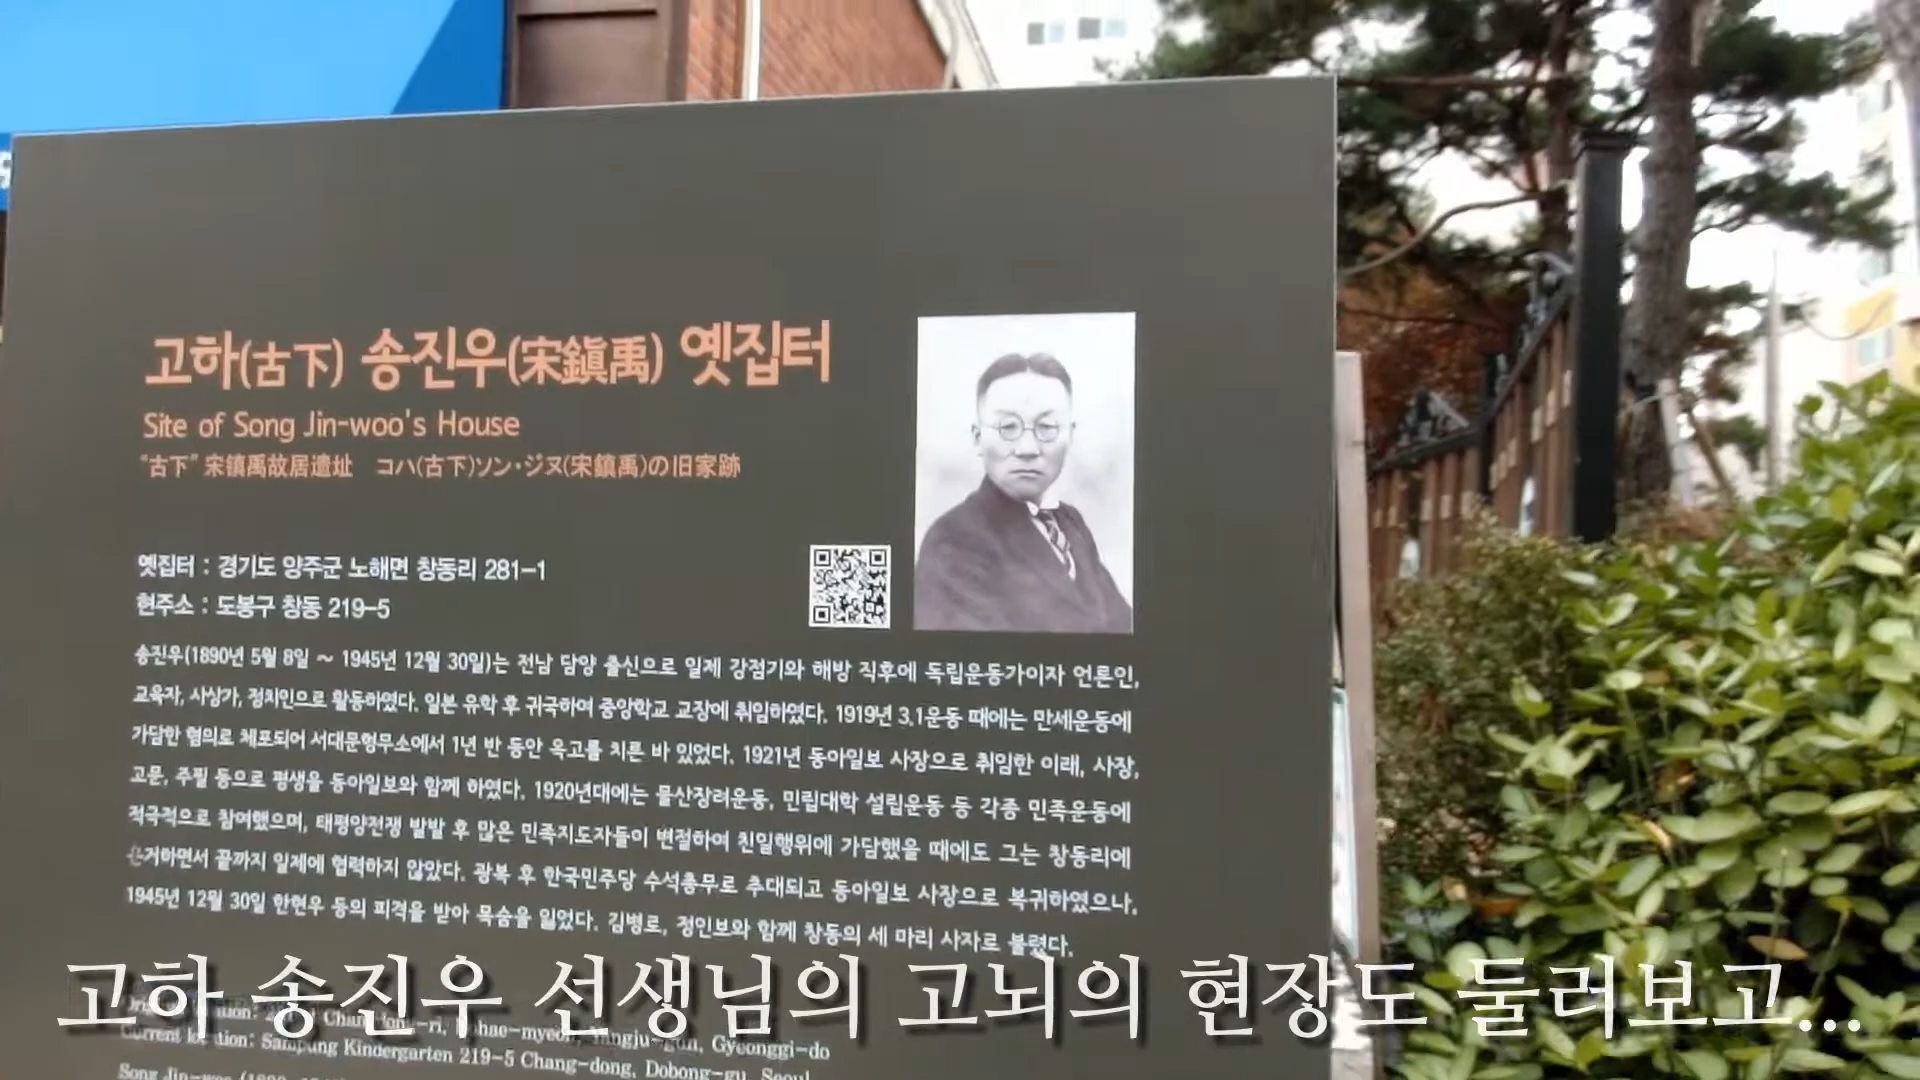 고하(古下) 송진우(宋鎭禹) 옛집터
Site of Song Jin-woo's House
"古下" 宋鎮禹故居遺址 コハ(古下)ソン·ジヌ(宋鎮禹)の旧家跡
옛집터 : 경기도 양주군 노해면 창동리 281-1
현주소 : 도봉구 창동 219-5
송진우(1890년 5월 8일 ~ 1945년 12월 30일)는 전남 담양 출신으로 일제 강점기와 해방 직후에 독립운동가이자 언론인,
교육자, 사상가, 정치인으로 활동하였다. 일본 유학 후 귀국하여 중앙학교 교장에 취임하였다. 1919년 3.1운동 때에는 만세운동에
가담한 혐의로 체포되어 서대문형무소에서 1년 반 동안 옥고를 치른 바 있었다. 1921년 동아일보 사장으로 취임한 이래, 사장,
고문, 주필 등으로 평생을 동아일보와 함께 하였다. 1920년대에는 물산장려운동, 민립대학 설립운동 등 각종 민족운동에
적극적으로 참여했으며, 태평양전쟁 발발 후 많은 민족지도자들이 변절하여 친일행위에 가담했을 때에도 그는 창동리에
은거하면서 끝까지 일제에 협력하지 않았다. 광복 후 한국민주당 수석총무로 추대되고 동아일보 사장으로 복귀하였으나,
1945년 12월 30일 한현우 등의 피격을 받아 목숨을 잃었다. 김병로, 정인보와 함께 창동의 세 마리 사자로 불렸다.
고하 송진우 선생님의 고뇌의 현장도 둘러보고...
Gyeonggi-do
Current location: Sampung Kindergarten 219-5 Chang-dong, Dobong-gu, Seoul
Song Jin-woo